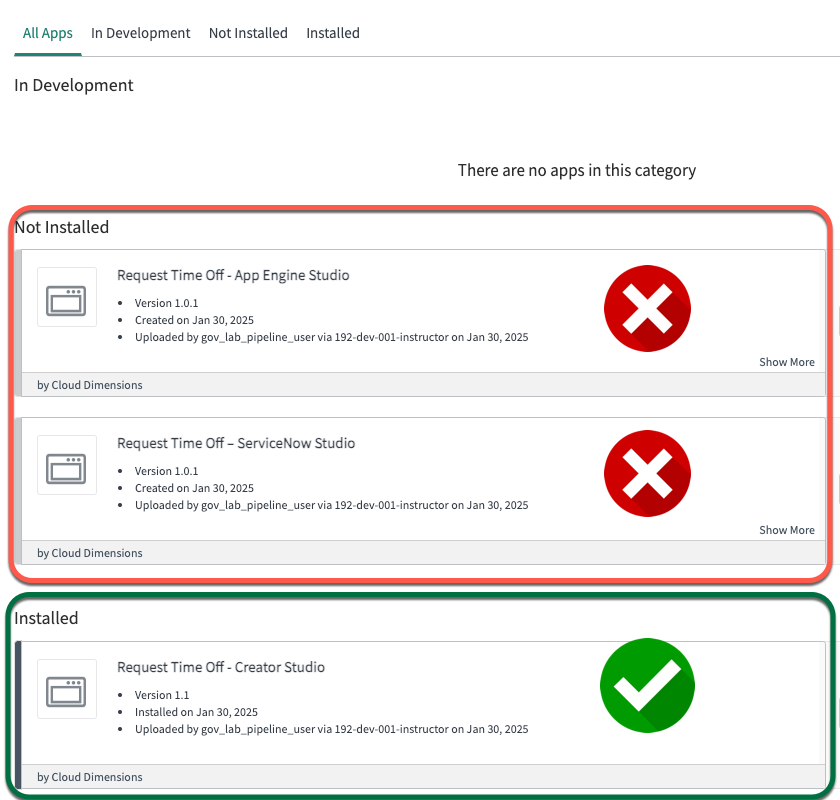 All Apps In Development Not Installed Installed
In Development
There are no apps in this category
Not Installed
Request Time Off - App Engine Studio
Version 1.0.1
Created on Jan 30, 2025
Uploaded by gov_lab_pipeline_user via 192-dev-001-instructor on Jan 30, 2025
Show More
by Cloud Dimensions
Request Time Off – ServiceNow Studio
Version 1.0.1
Created on Jan 30, 2025
Uploaded by gov_lab_pipeline_user via 192-dev-001-instructor on Jan 30, 2025
Show More
by Cloud Dimensions
Installed
Request Time Off - Creator Studio
Version 1.1
Installed on Jan 30, 2025
Uploaded by gov_lab_pipeline_user via 192-dev-001-instructor on Jan 30, 2025
by Cloud Dimensions